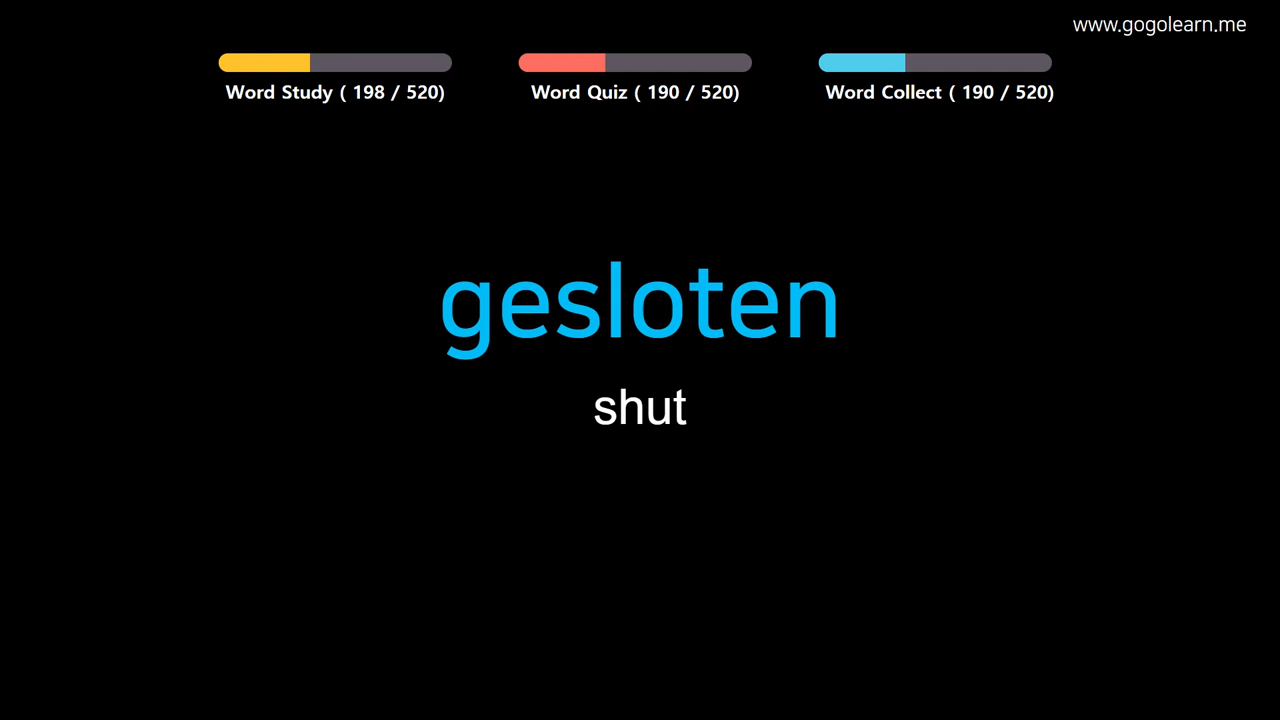 www.gogolearn.me
Word Study ( 198 / 520)
Word Quiz ( 190 / 520)
Word Collect ( 190 / 520)
gesloten
shut